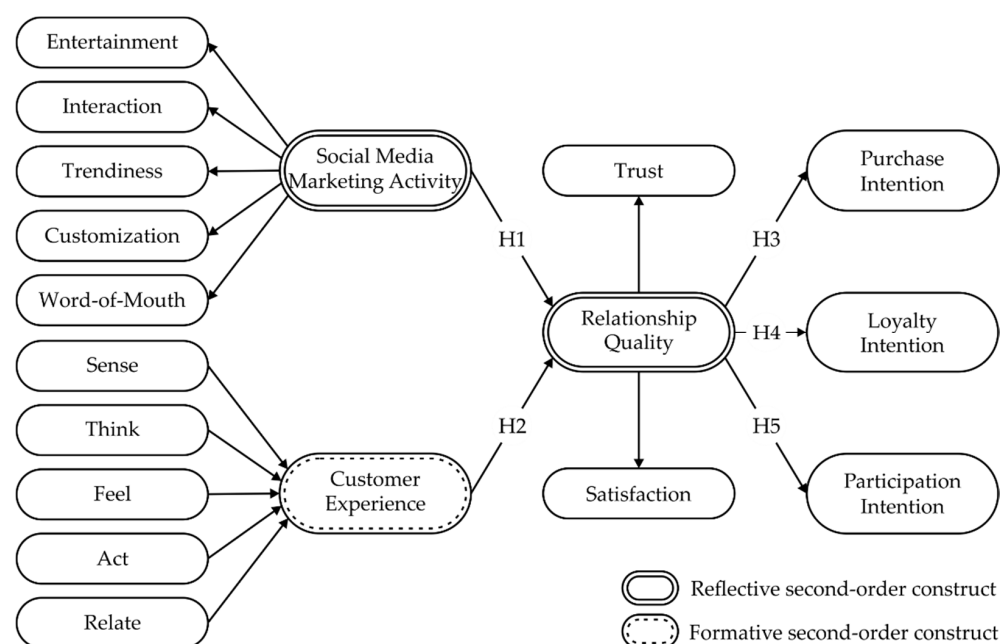 Entertainment
Interaction
Trendiness
Customization
Word-of-Mouth
Sense
Think
Feel
Act
Relate
Social Media
Marketing Activity
Customer
Experience
H1
H2
Trust
Relationship
Quality
Satisfaction
H3
H4
H5
Purchase
Intention
Loyalty
Intention
Participation
Intention
Reflective second-order construct
Formative second-order construct